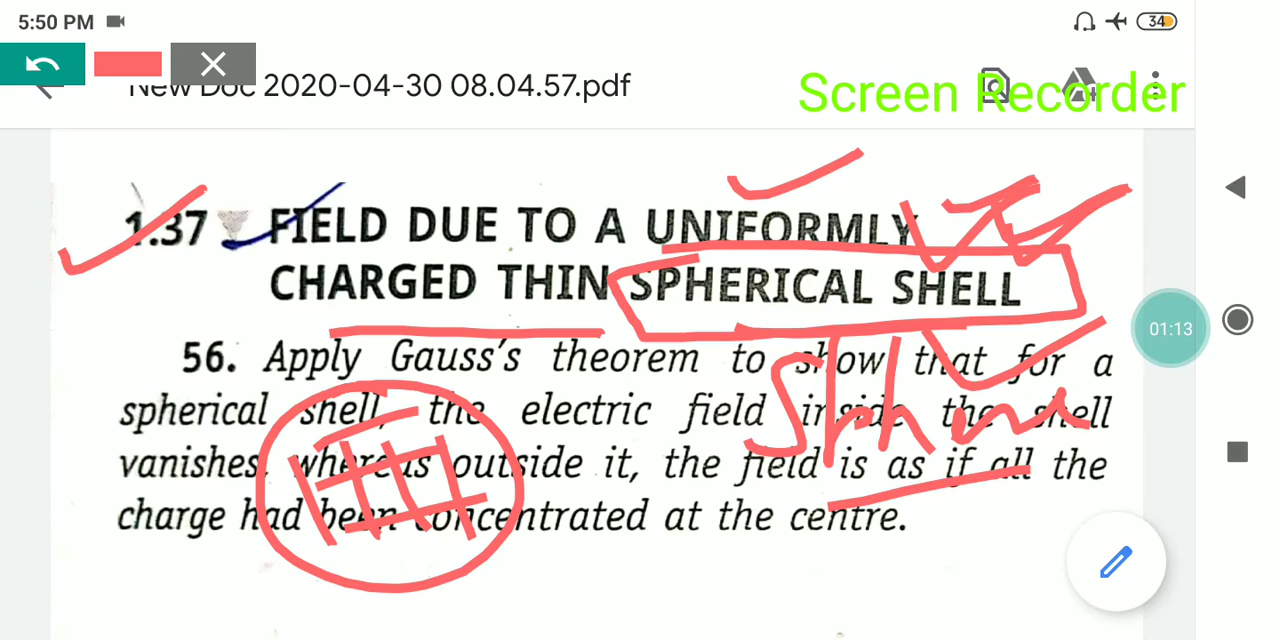 5:50 PM
34
New Doc 2020-04-30 08.04.57.pdf
Screen Recorder
1.37 FIELD DUE TO A UNIFORMLY
CHARGED THIN SPHERICAL SHELL
01:13
56. Apply Gauss's theorem to show that for a
spherical shell, the electric field inside the shell
vanishes, whereas outside it, the field is as if all the
charge had been concentrated at the centre.